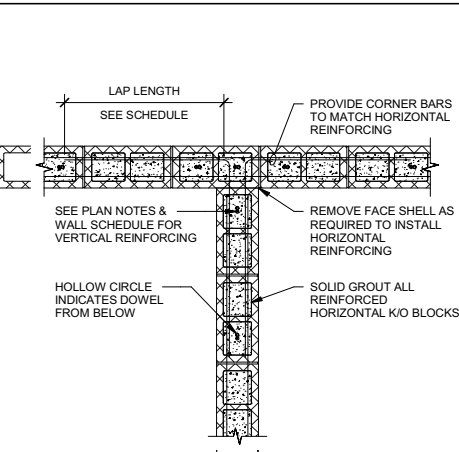 LAP LENGTH
SEE SCHEDULE
PROVIDE CORNER BARS
TO MATCH HORIZONTAL
REINFORCING
SEE PLAN NOTES &
WALL SCHEDULE FOR
VERTICAL REINFORCING
REMOVE FACE SHELL AS
REQUIRED TO INSTALL
HORIZONTAL
REINFORCING
HOLLOW CIRCLE
INDICATES DOWEL
FROM BELOW
SOLID GROUT ALL
REINFORCED
HORIZONTAL K/O BLOCKS